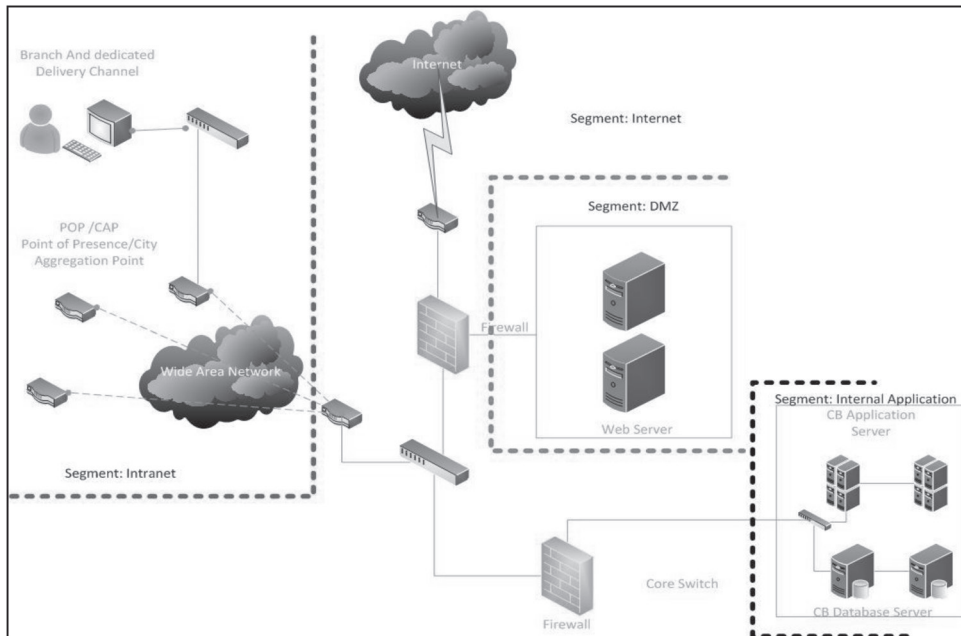 Branch And dedicated
Delivery Channel
Internet
Segment: Internet
Segment: DMZ
POP /CAP
Point of Presence/City
Aggregation Point
Firewall
Wide Area Network
Web Server
Segment: Internal Application
CB Application
Server
Segment: Intranet
Core Switch
CB Database Server
Firewall